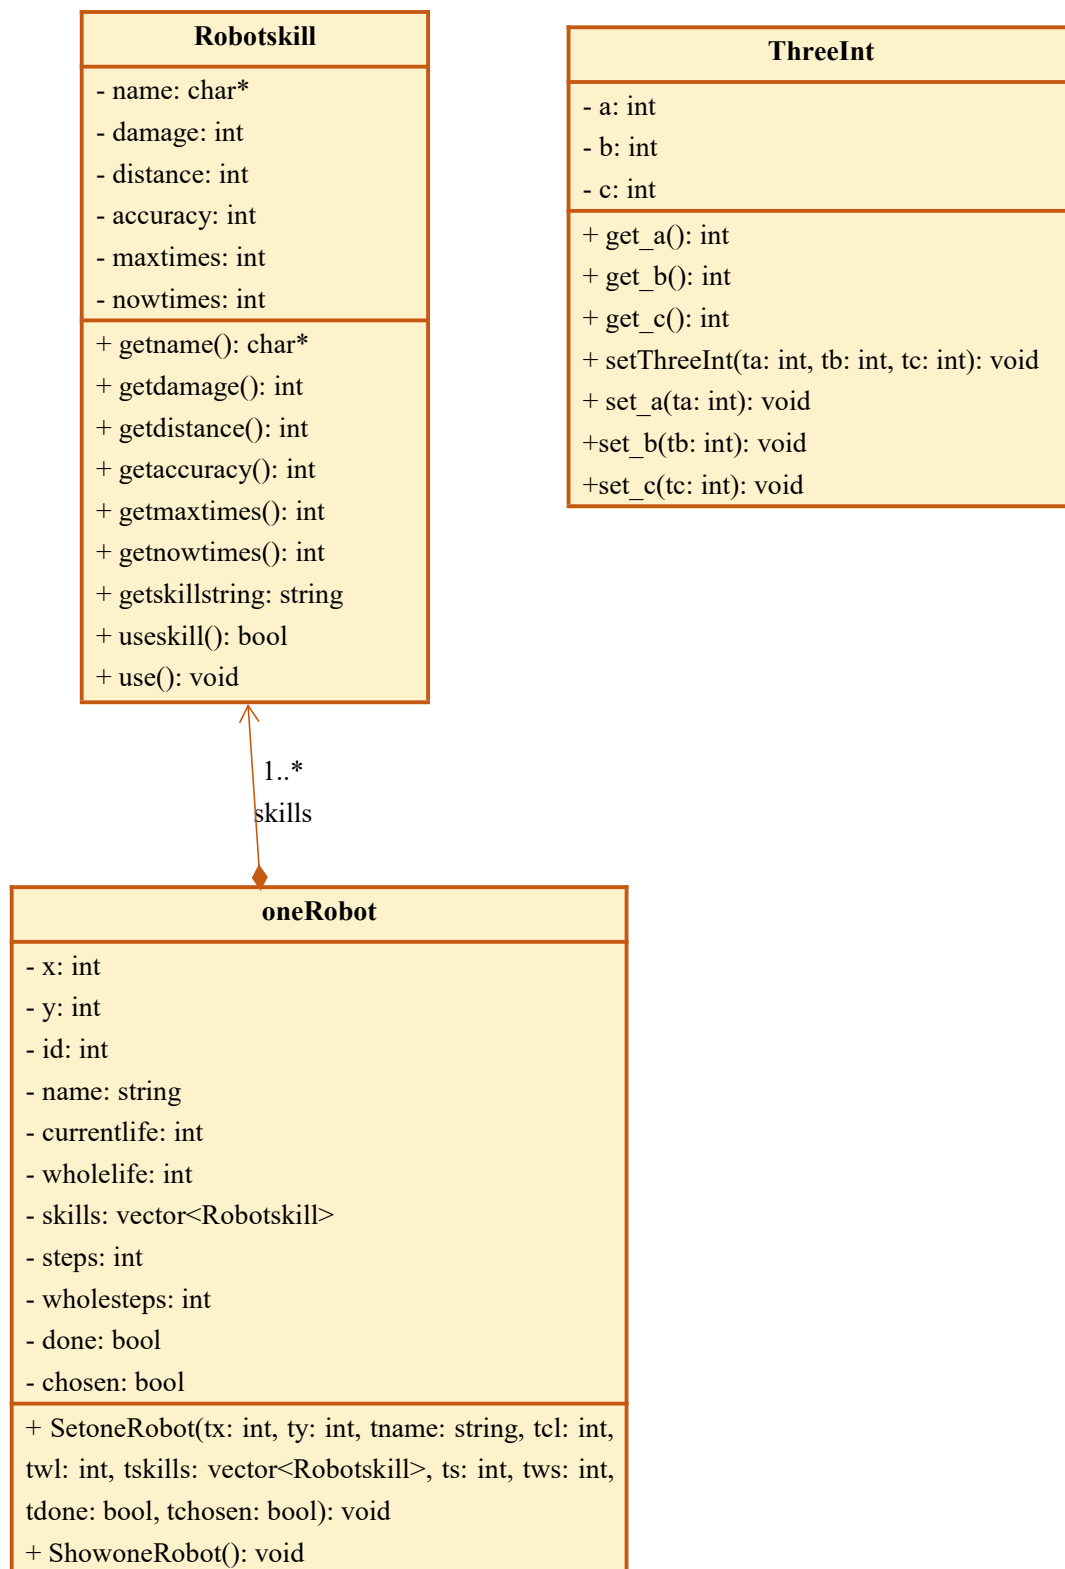 Robotskill
- name: char*
- damage: int
- distance: int
- accuracy: int
- maxtimes: int
- nowtimes: int
+ getname(): char*
+ getdamage(): int
+ getdistance(): int
+ getaccuracy(): int
+ getmaxtimes(): int
+ getnowtimes(): int
+ getskillstring: string
+ useskill(): bool
+ use(): void
ThreeInt
- a: int
- b: int
- c: int
+ get_a(): int
+ get_b(): int
+ get_c(): int
+ setThreeInt(ta: int, tb: int, tc: int): void
+ set_a(ta: int): void
+set_b(tb: int): void
+set_c(tc: int): void
1..*
skills
oneRobot
- x: int
- y: int
- id: int
- name: string
- currentlife: int
- wholelife: int
- skills: vector<Robotskill>
- steps: int
- wholesteps: int
- done: bool
- chosen: bool
+ SetoneRobot(tx: int, ty: int, tname: string, tcl: int,
twl: int, tskills: vector<Robotskill>, ts: int, tws: int,
tdone: bool, tchosen: bool): void
+ ShowoneRobot(): void